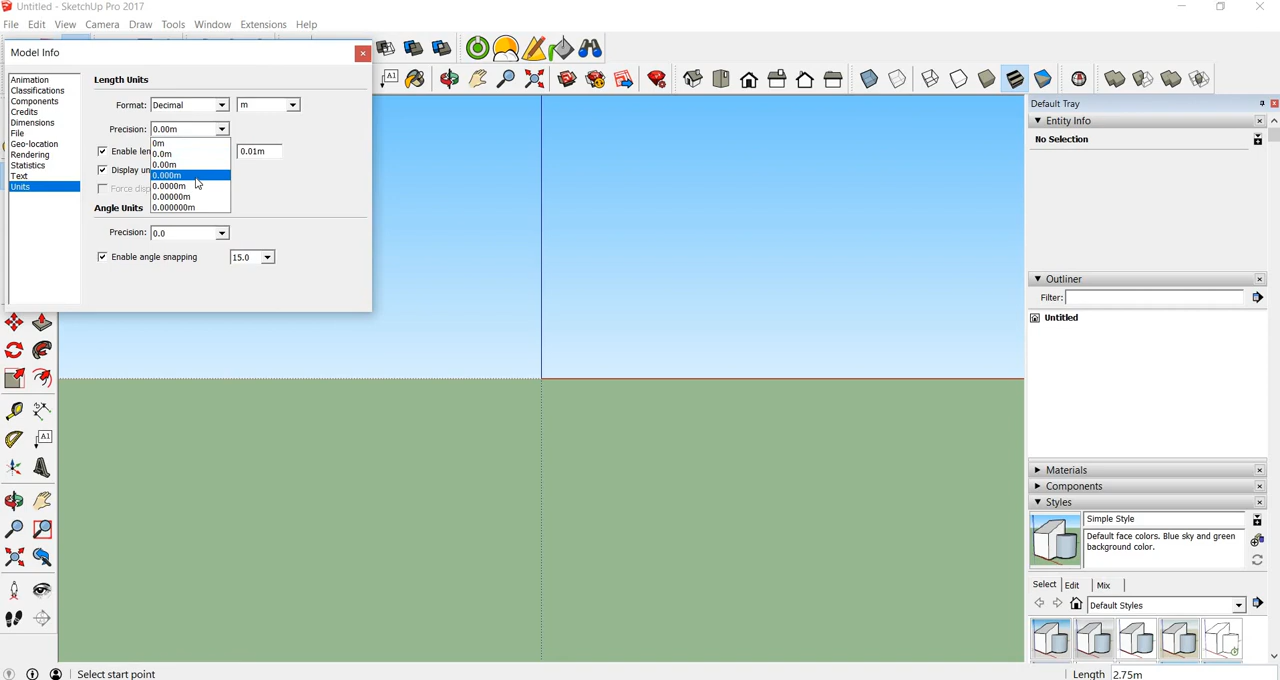 Untitled - SketchUp Pro 2017
File Edit View Camera Draw Tools Window Extensions Help
Model Info
Animation
Classifications
Components
Credits
Dimensions
File
Geo-location
Rendering
Statistics
Text
Units
Length Units
Format: Decimal m
Precision: 0.00m
0m
0.0m
0.00m
0.000m
0.0000m
0.00000m
0.000000m
Enable len 0.01m
Display un
Force disp
Angle Units
Precision: 0.0
Enable angle snapping 15.0
A1
A1
Default Tray
Entity Info
No Selection
Outliner
Filter:
Untitled
Materials
Components
Styles
Simple Style
Default face colors. Blue sky and green
background color.
Select Edit Mix
Default Styles
Select start point
Length 2.75m